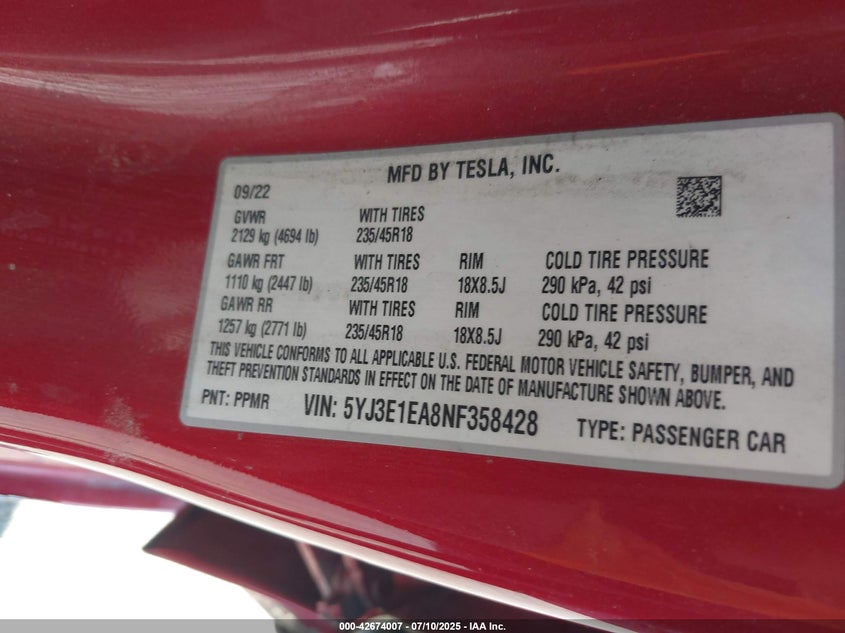 MFD BY TESLA, INC.
09/22
GVWR WITH TIRES
2129 kg (4694 lb) 235/45R18
GAWR FRT WITH TIRES RIM COLD TIRE PRESSURE
1110 kg (2447 lb) 235/45R18 18X8.5J 290 kPa, 42 psi
GAWR RR WITH TIRES RIM COLD TIRE PRESSURE
1257 kg (2771 lb) 235/45R18 18X8.5J 290 kPa, 42 psi
THIS VEHICLE CONFORMS TO ALL APPLICABLE U.S. FEDERAL MOTOR VEHICLE SAFETY, BUMPER, AND
THEFT PREVENTION STANDARDS IN EFFECT ON THE DATE OF MANUFACTURE SHOWN ABOVE.
PNT: PPMR VIN: 5YJ3E1EA8NF358428 TYPE: PASSENGER CAR
000-42674007 - 07/10/2025 - IAA Inc.